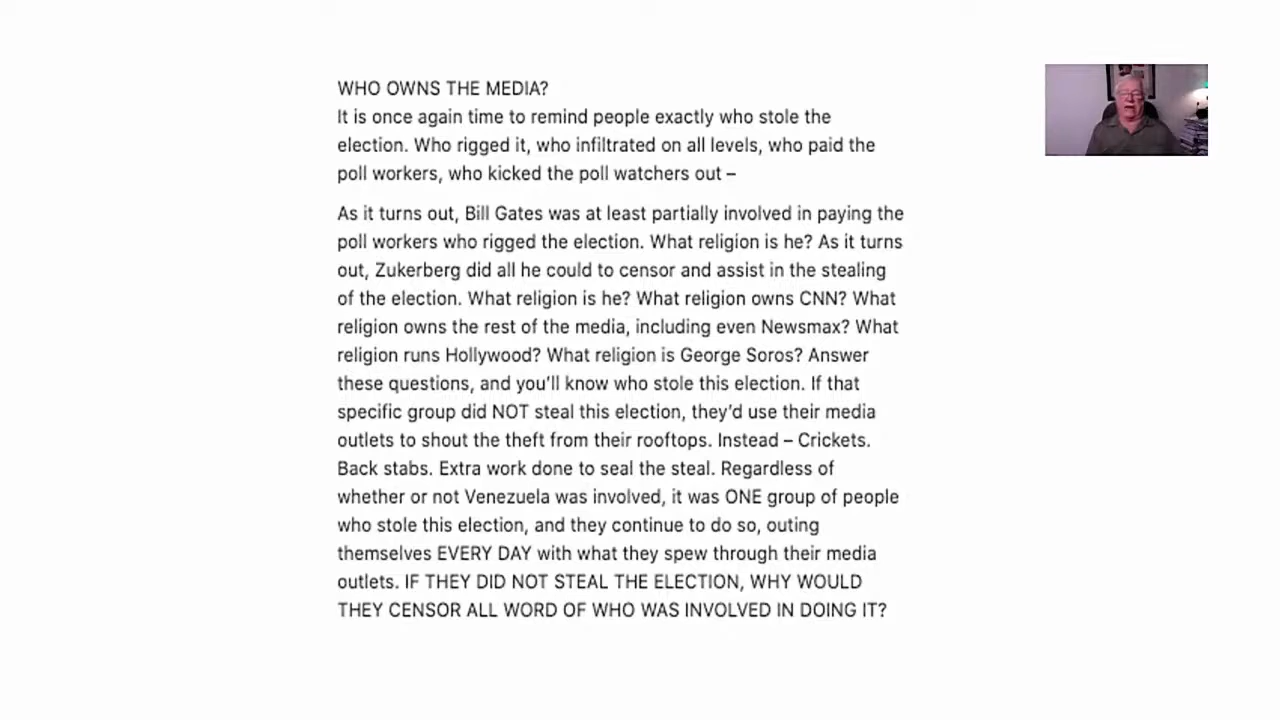 WHO OWNS THE MEDIA?
It is once again time to remind people exactly who stole the
election. Who rigged it, who infiltrated on all levels, who paid the
poll workers, who kicked the poll watchers out –
As it turns out, Bill Gates was at least partially involved in paying the
poll workers who rigged the election. What religion is he? As it turns
out, Zukerberg did all he could to censor and assist in the stealing
of the election. What religion is he? What religion owns CNN? What
religion owns the rest of the media, including even Newsmax? What
religion runs Hollywood? What religion is George Soros? Answer
these questions, and you’ll know who stole this election. If that
specific group did NOT steal this election, they’d use their media
outlets to shout the theft from their rooftops. Instead – Crickets.
Back stabs. Extra work done to seal the steal. Regardless of
whether or not Venezuela was involved, it was ONE group of people
who stole this election, and they continue to do so, outing
themselves EVERY DAY with what they spew through their media
outlets. IF THEY DID NOT STEAL THE ELECTION, WHY WOULD
THEY CENSOR ALL WORD OF WHO WAS INVOLVED IN DOING IT?